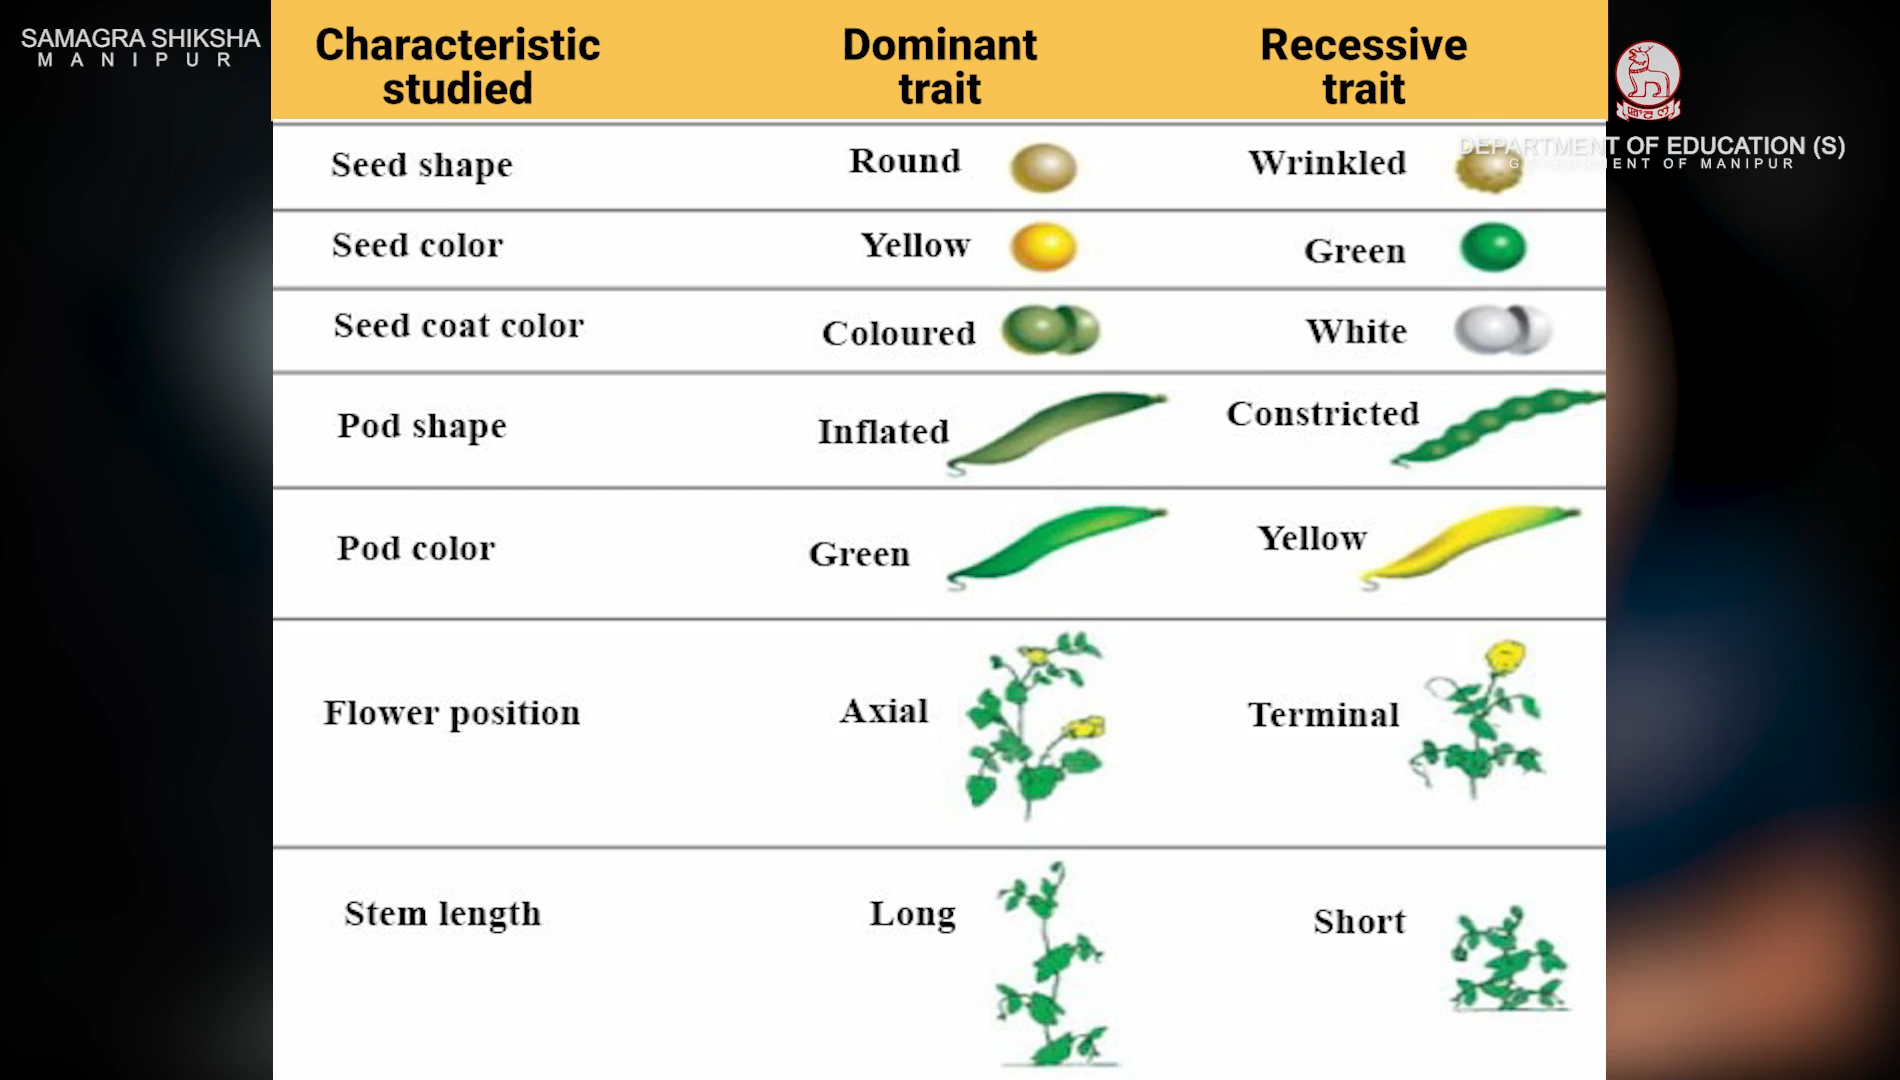 SAMAGRA SHIKSHA
MANIPUR
Characteristic studied
Dominant trait
Recessive trait
DEPARTMENT OF EDUCATION (S)
GOVERNMENT OF MANIPUR
Seed shape
Round
Wrinkled
Seed color
Yellow
Green
Seed coat color
Coloured
White
Pod shape
Inflated
Constricted
Pod color
Green
Yellow
Flower position
Axial
Terminal
Stem length
Long
Short